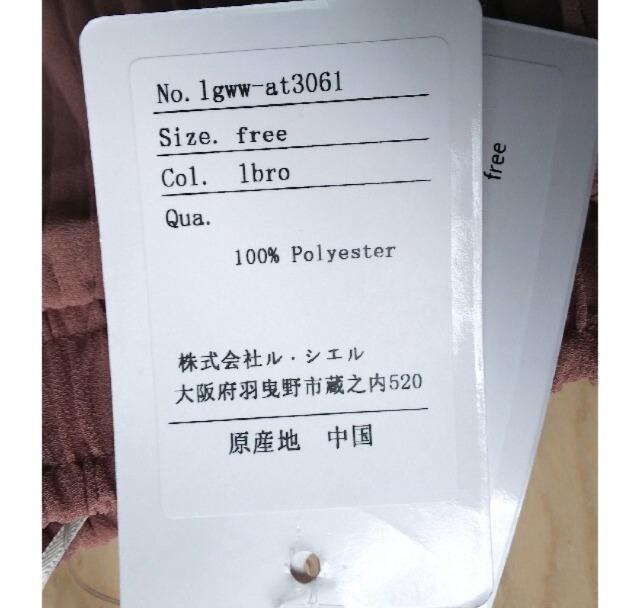 No. lgww-at3061
Size. free
Col. lbro
Qua.
100% Polyester
株式会社ル・シエル
大阪府羽曳野市蔵之内520
原産地 中国
free